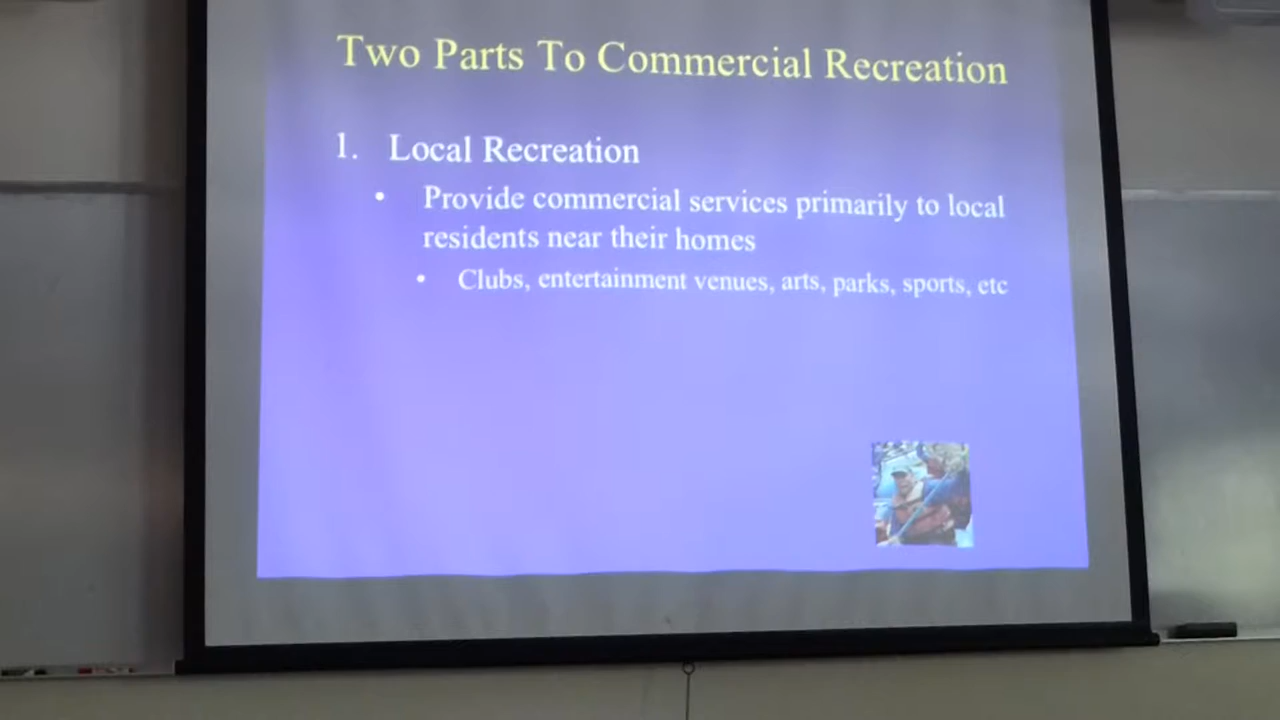 Two Parts To Commercial Recreation
1. Local Recreation
• Provide commercial services primarily to local
residents near their homes
• Clubs, entertainment venues, arts, parks, sports, etc